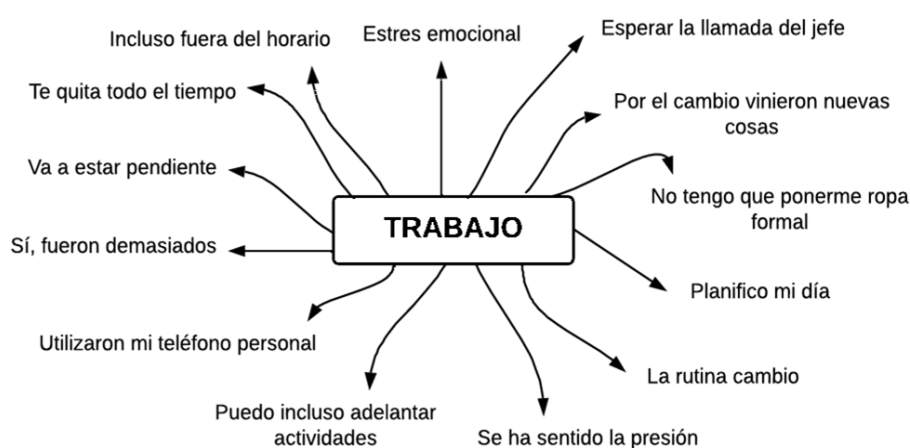 Incluso fuera del horario
Estres emocional
Esperar la llamada del jefe
Te quita todo el tiempo
Por el cambio vinieron nuevas
cosas
Va a estar pendiente
No tengo que ponerme ropa
formal
TRABAJO
Sí, fueron demasiados
Planifico mi día
Utilizaron mi teléfono personal
La rutina cambio
Puedo incluso adelantar
actividades
Se ha sentido la presión